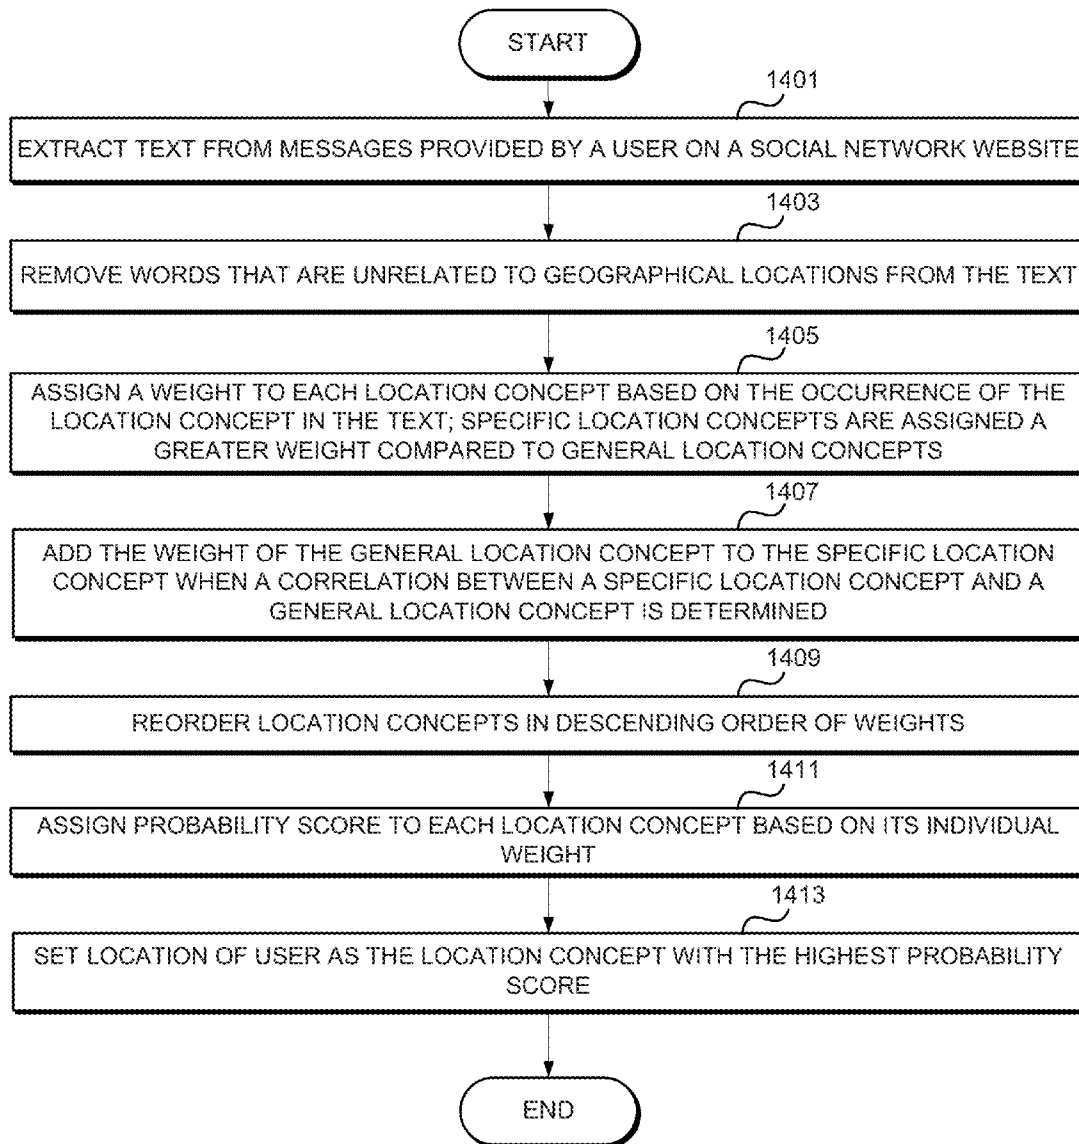 START
1401
EXTRACT TEXT FROM MESSAGES PROVIDED BY A USER ON A SOCIAL NETWORK WEBSITE
1403
REMOVE WORDS THAT ARE UNRELATED TO GEOGRAPHICAL LOCATIONS FROM THE TEXT
1405
ASSIGN A WEIGHT TO EACH LOCATION CONCEPT BASED ON THE OCCURRENCE OF THE
LOCATION CONCEPT IN THE TEXT; SPECIFIC LOCATION CONCEPTS ARE ASSIGNED A
GREATER WEIGHT COMPARED TO GENERAL LOCATION CONCEPTS
1407
ADD THE WEIGHT OF THE GENERAL LOCATION CONCEPT TO THE SPECIFIC LOCATION
CONCEPT WHEN A CORRELATION BETWEEN A SPECIFIC LOCATION CONCEPT AND A
GENERAL LOCATION CONCEPT IS DETERMINED
1409
REORDER LOCATION CONCEPTS IN DESCENDING ORDER OF WEIGHTS
1411
ASSIGN PROBABILITY SCORE TO EACH LOCATION CONCEPT BASED ON ITS INDIVIDUAL
WEIGHT
1413
SET LOCATION OF USER AS THE LOCATION CONCEPT WITH THE HIGHEST PROBABILITY
SCORE
END